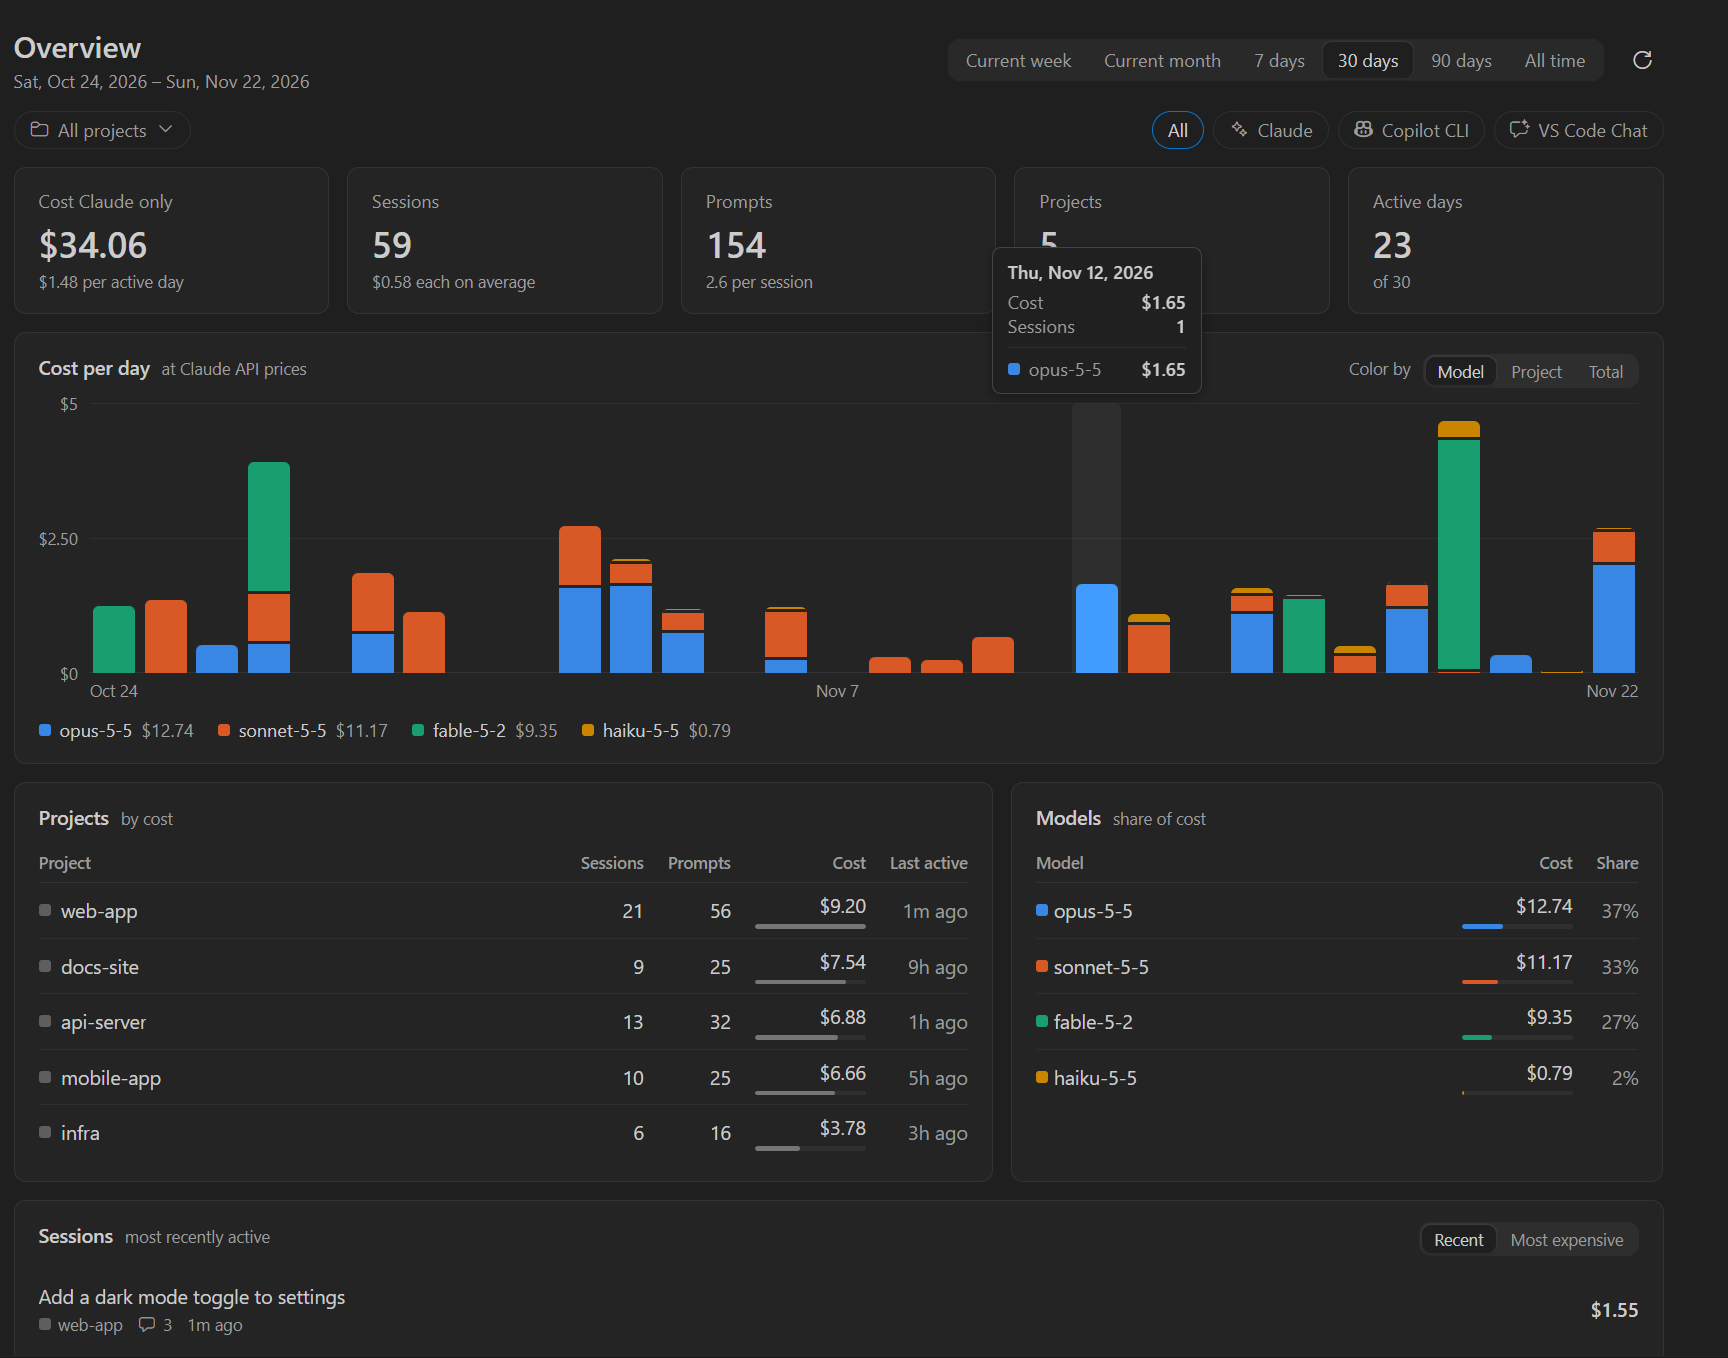 Overview
Sat, Oct 24, 2026 – Sun, Nov 22, 2026
Current week Current month 7 days 30 days 90 days All time
All projects
All Claude Copilot CLI VS Code Chat
Cost Claude only
$34.06
$1.48 per active day
Sessions
59
$0.58 each on average
Prompts
154
2.6 per session
Projects
5
Active days
23
of 30
Thu, Nov 12, 2026
Cost $1.65
Sessions 1
opus-5-5 $1.65
Cost per day at Claude API prices
Color by Model Project Total
$5
$2.50
$0
Oct 24 Nov 7 Nov 22
opus-5-5 $12.74 sonnet-5-5 $11.17 fable-5-2 $9.35 haiku-5-5 $0.79
Projects by cost
Project Sessions Prompts Cost Last active
web-app 21 56 $9.20 1m ago
docs-site 9 25 $7.54 9h ago
api-server 13 32 $6.88 1h ago
mobile-app 10 25 $6.66 5h ago
infra 6 16 $3.78 3h ago
Models share of cost
Model Cost Share
opus-5-5 $12.74 37%
sonnet-5-5 $11.17 33%
fable-5-2 $9.35 27%
haiku-5-5 $0.79 2%
Sessions most recently active
Recent Most expensive
Add a dark mode toggle to settings
web-app 3 1m ago
$1.55